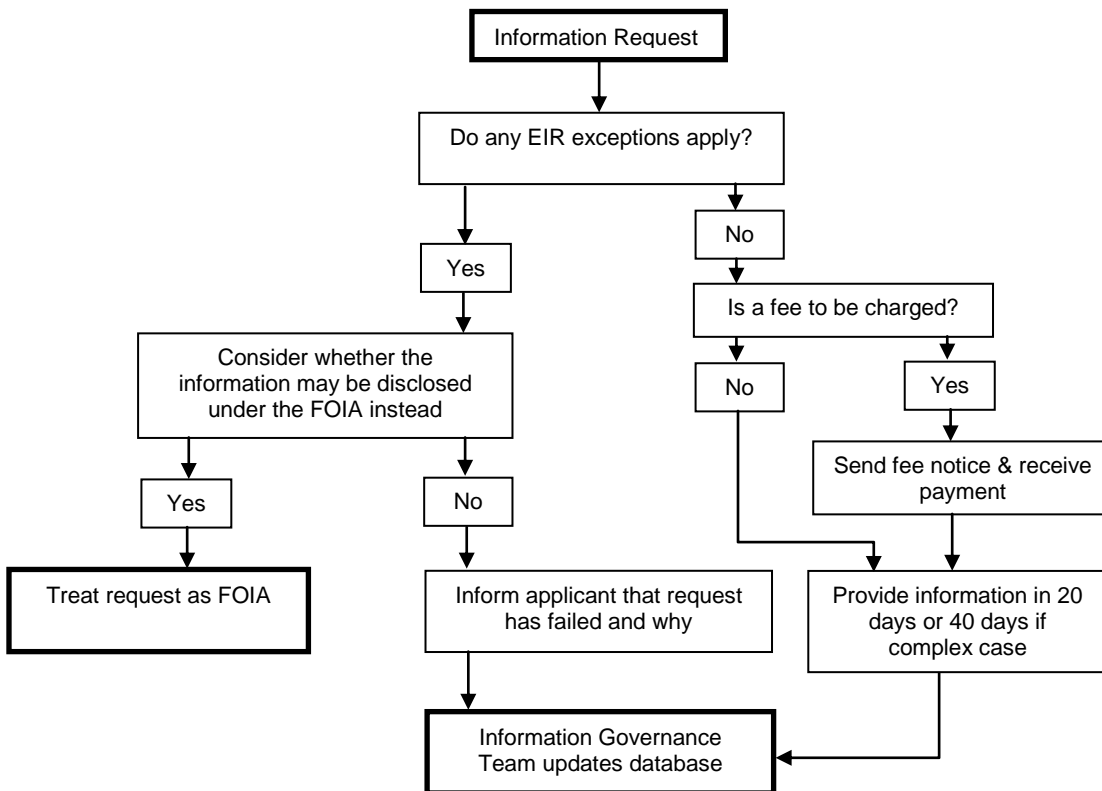 Information Request
Do any EIR exceptions apply?
No
Yes
Is a fee to be charged?
Consider whether the
information may be disclosed
under the FOIA instead
No
Yes
Send fee notice & receive
payment
Yes
No
Treat request as FOIA
Inform applicant that request
has failed and why
Provide information in 20
days or 40 days if
complex case
Information Governance
Team updates database